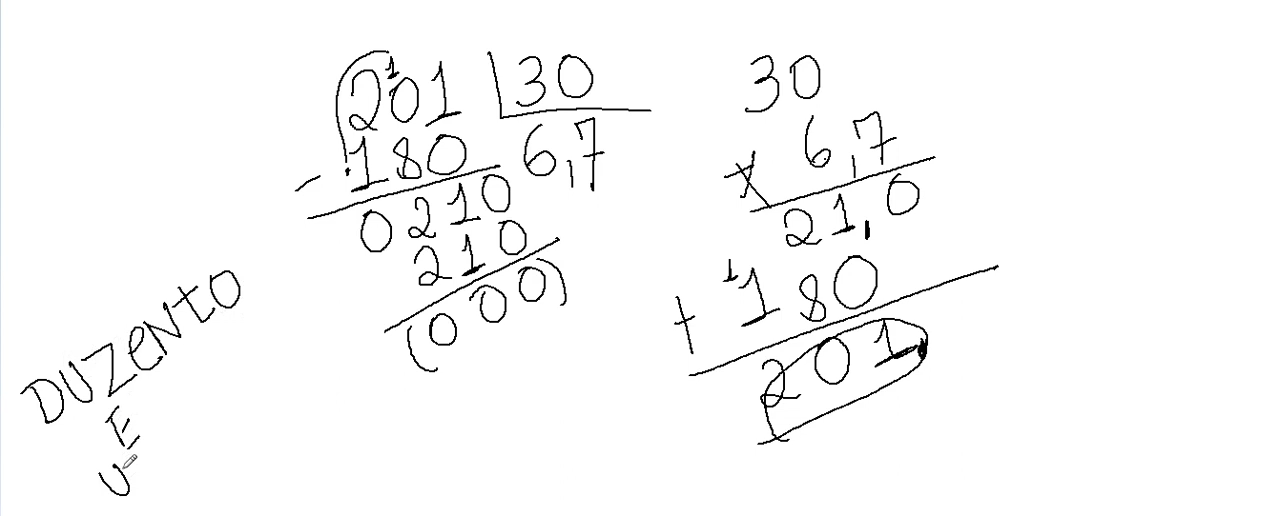 201 30
- 180 6,7
0210
210
(000)
30
x 6,7
21,0
+ 180
201,
DUZENTO
E
U